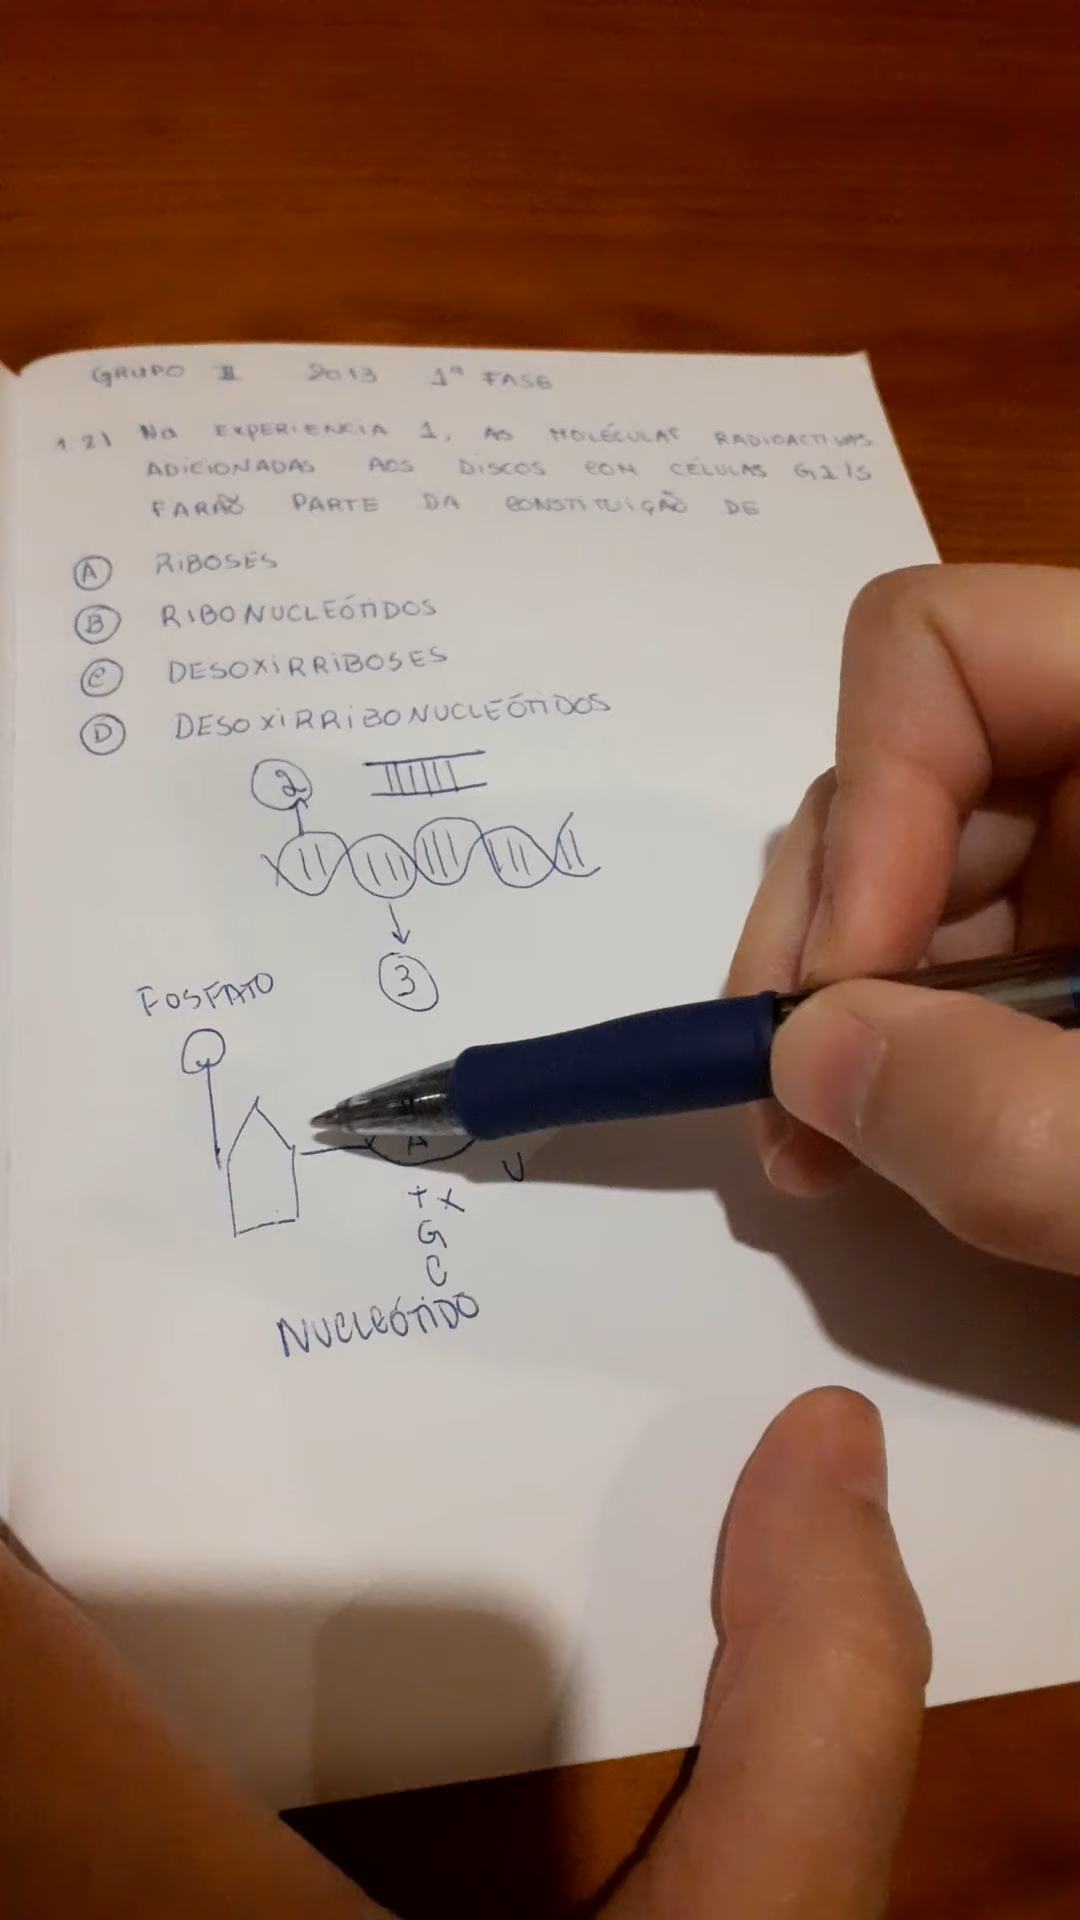 GRUPO II 2013 1ª FASE
1.2) Na EXPERIENCIA 1, AS MOLÉCULAS RADIOACTIVAS
ADICIONADAS AOS DISCOS COM CÉLULAS G1/S
FARÃO PARTE DA CONSTITUIÇÃO DE
A RIBOSES
B RIBONUCLEÓTIDOS
C DESOXIRRIBOSES
D DESOXIRRIBONUCLEÓTIDOS
2
3
FOSFATO
A
U
T X
G
C
NUCLEÓTIDO